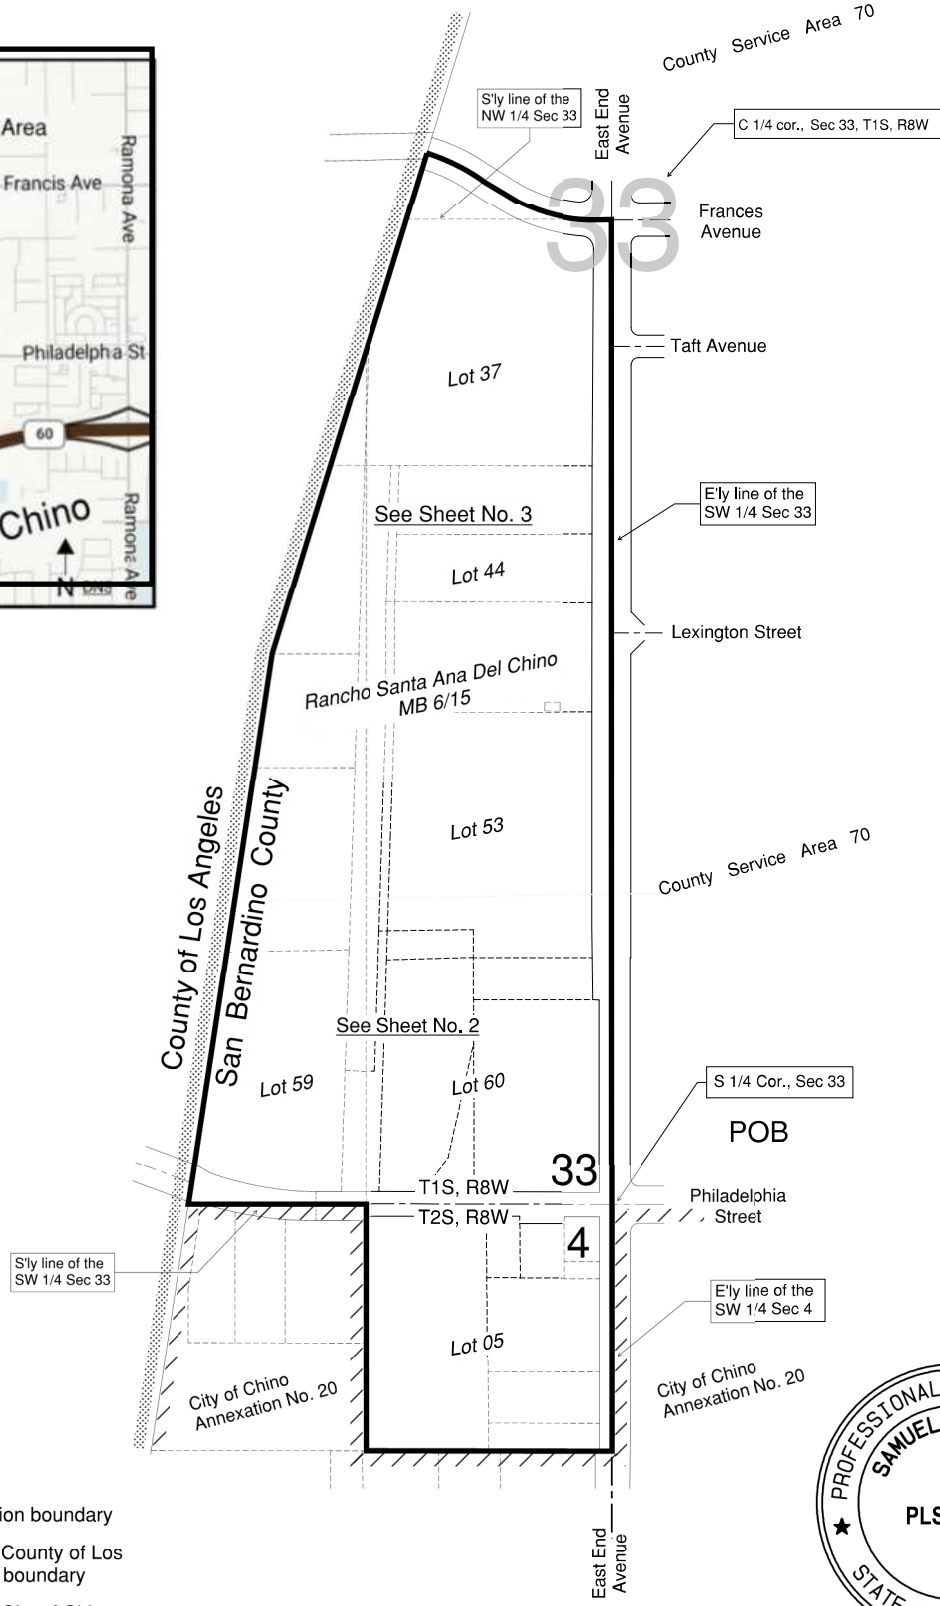 County Service Area 70
S'ly line of the
NW 1/4 Sec 33
East End
Avenue
C 1/4 cor., Sec 33, T1S, R8W
Area
Francis Ave
Ramona Ave
33
Frances
Avenue
Philadelph a St
Taft Avenue
Lot 37
60
Chino
Ramona Ave
N
DNS
See Sheet No. 3
E'ly line of the
SW 1/4 Sec 33
Lot 44
Lexington Street
Rancho Santa Ana Del Chino
MB 6/15
Lot 53
County of Los Angeles
San Bernardino County
County Service Area 70
See Sheet No. 2
Lot 59
Lot 60
S 1/4 Cor., Sec 33
POB
33
T1S, R8W
T2S, R8W
4
Philadelphia
Street
S'ly line of the
SW 1/4 Sec 33
E'ly line of the
SW 1/4 Sec 4
Lot 05
City of Chino
Annexation No. 20
City of Chino
Annexation No. 20
PROFESSIONAL
SAMUEL
PLS
STATE
ion boundary
County of Los
boundary
East End
Avenue